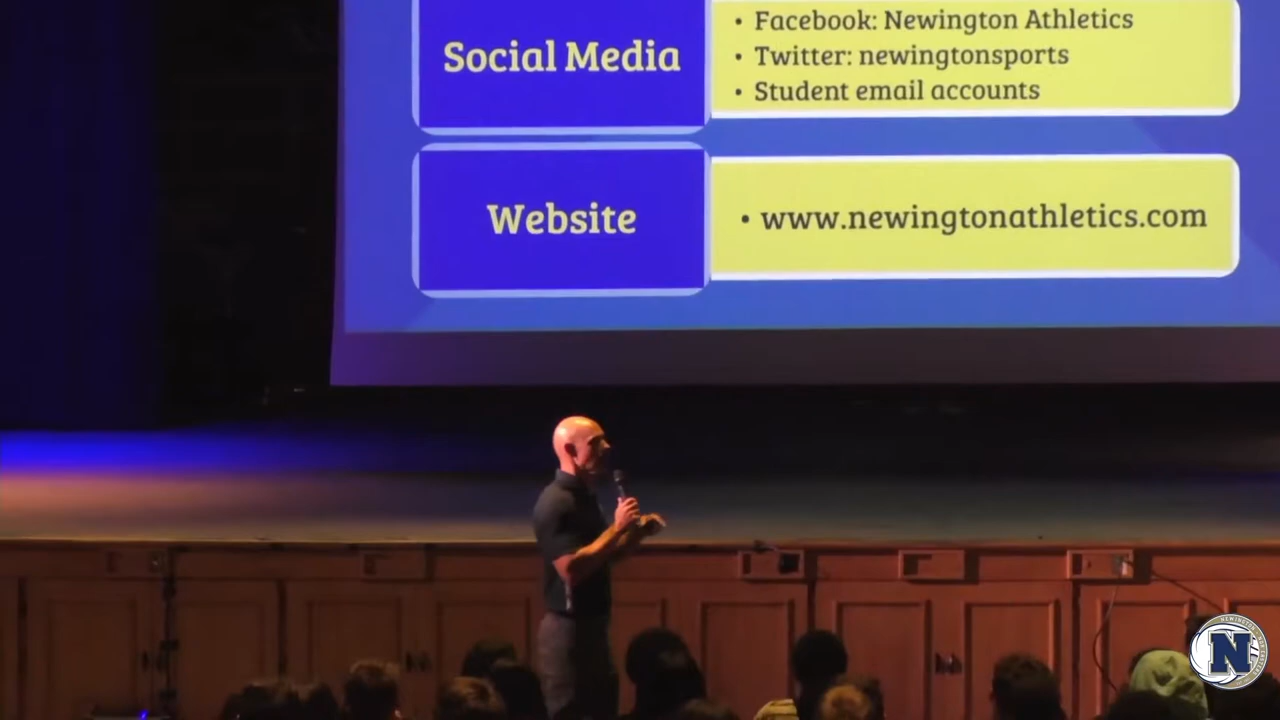 Social Media
• Facebook: Newington Athletics
• Twitter: newingtonsports
• Student email accounts
Website
• www.newingtonathletics.com
N